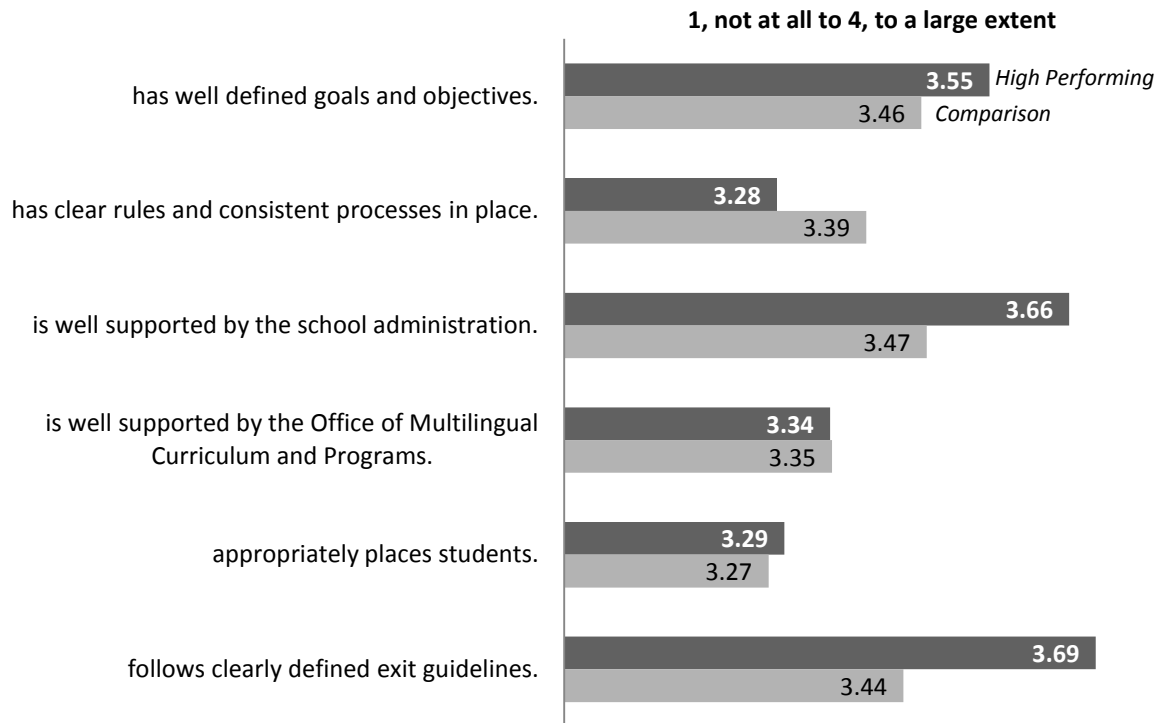 1, not at all to 4, to a large extent
has well defined goals and objectives.
3.55 High Performing
3.46 Comparison
has clear rules and consistent processes in place.
3.28
3.39
is well supported by the school administration.
3.66
3.47
is well supported by the Office of Multilingual
Curriculum and Programs.
3.34
3.35
appropriately places students.
3.29
3.27
follows clearly defined exit guidelines.
3.69
3.44